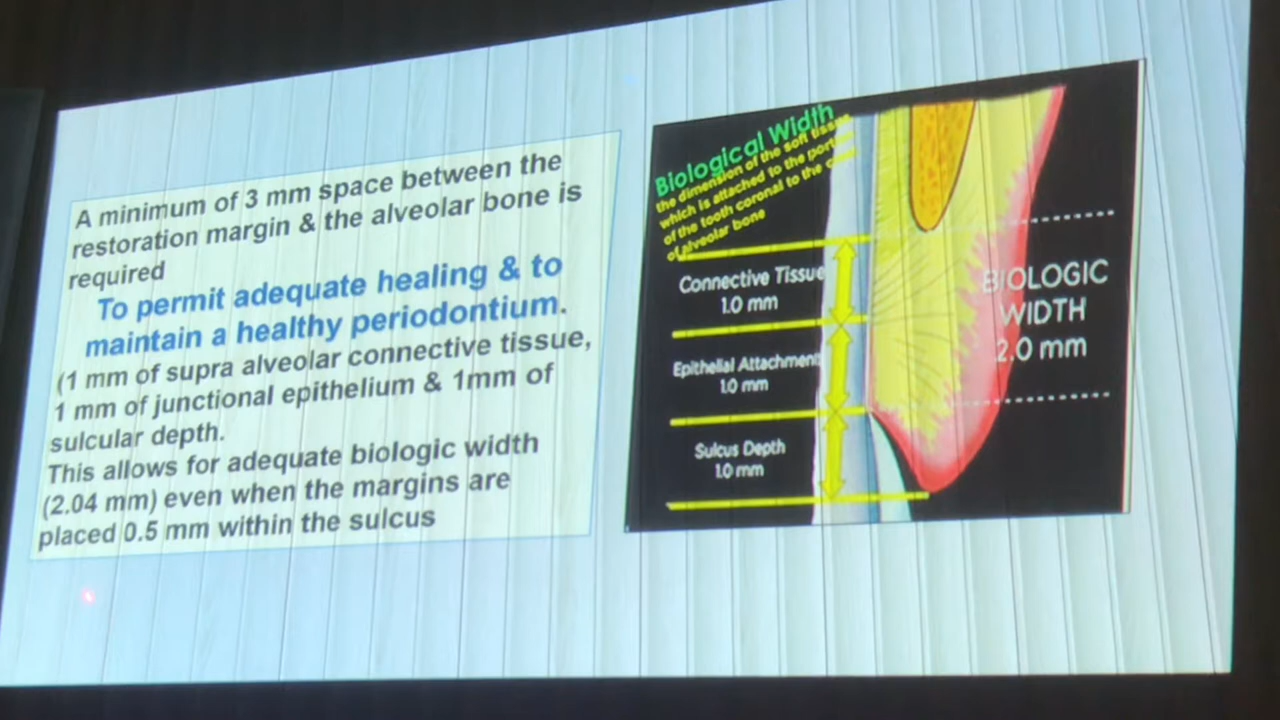 A minimum of 3 mm space between the
restoration margin & the alveolar bone is
required
To permit adequate healing & to
maintain a healthy periodontium.
(1 mm of supra alveolar connective tissue,
1 mm of junctional epithelium & 1mm of
sulcular depth.
This allows for adequate biologic width
(2.04 mm) even when the margins are
placed 0.5 mm within the sulcus
Biological Width
the dimension of the soft tissue
which is attached to the
of the tooth coronal to the
of alveolar bone
Connective Tissue
1.0 mm
Epithelial Attachment
1.0 mm
Sulcus Depth
1.0 mm
BIOLOGIC
WIDTH
2.0 mm